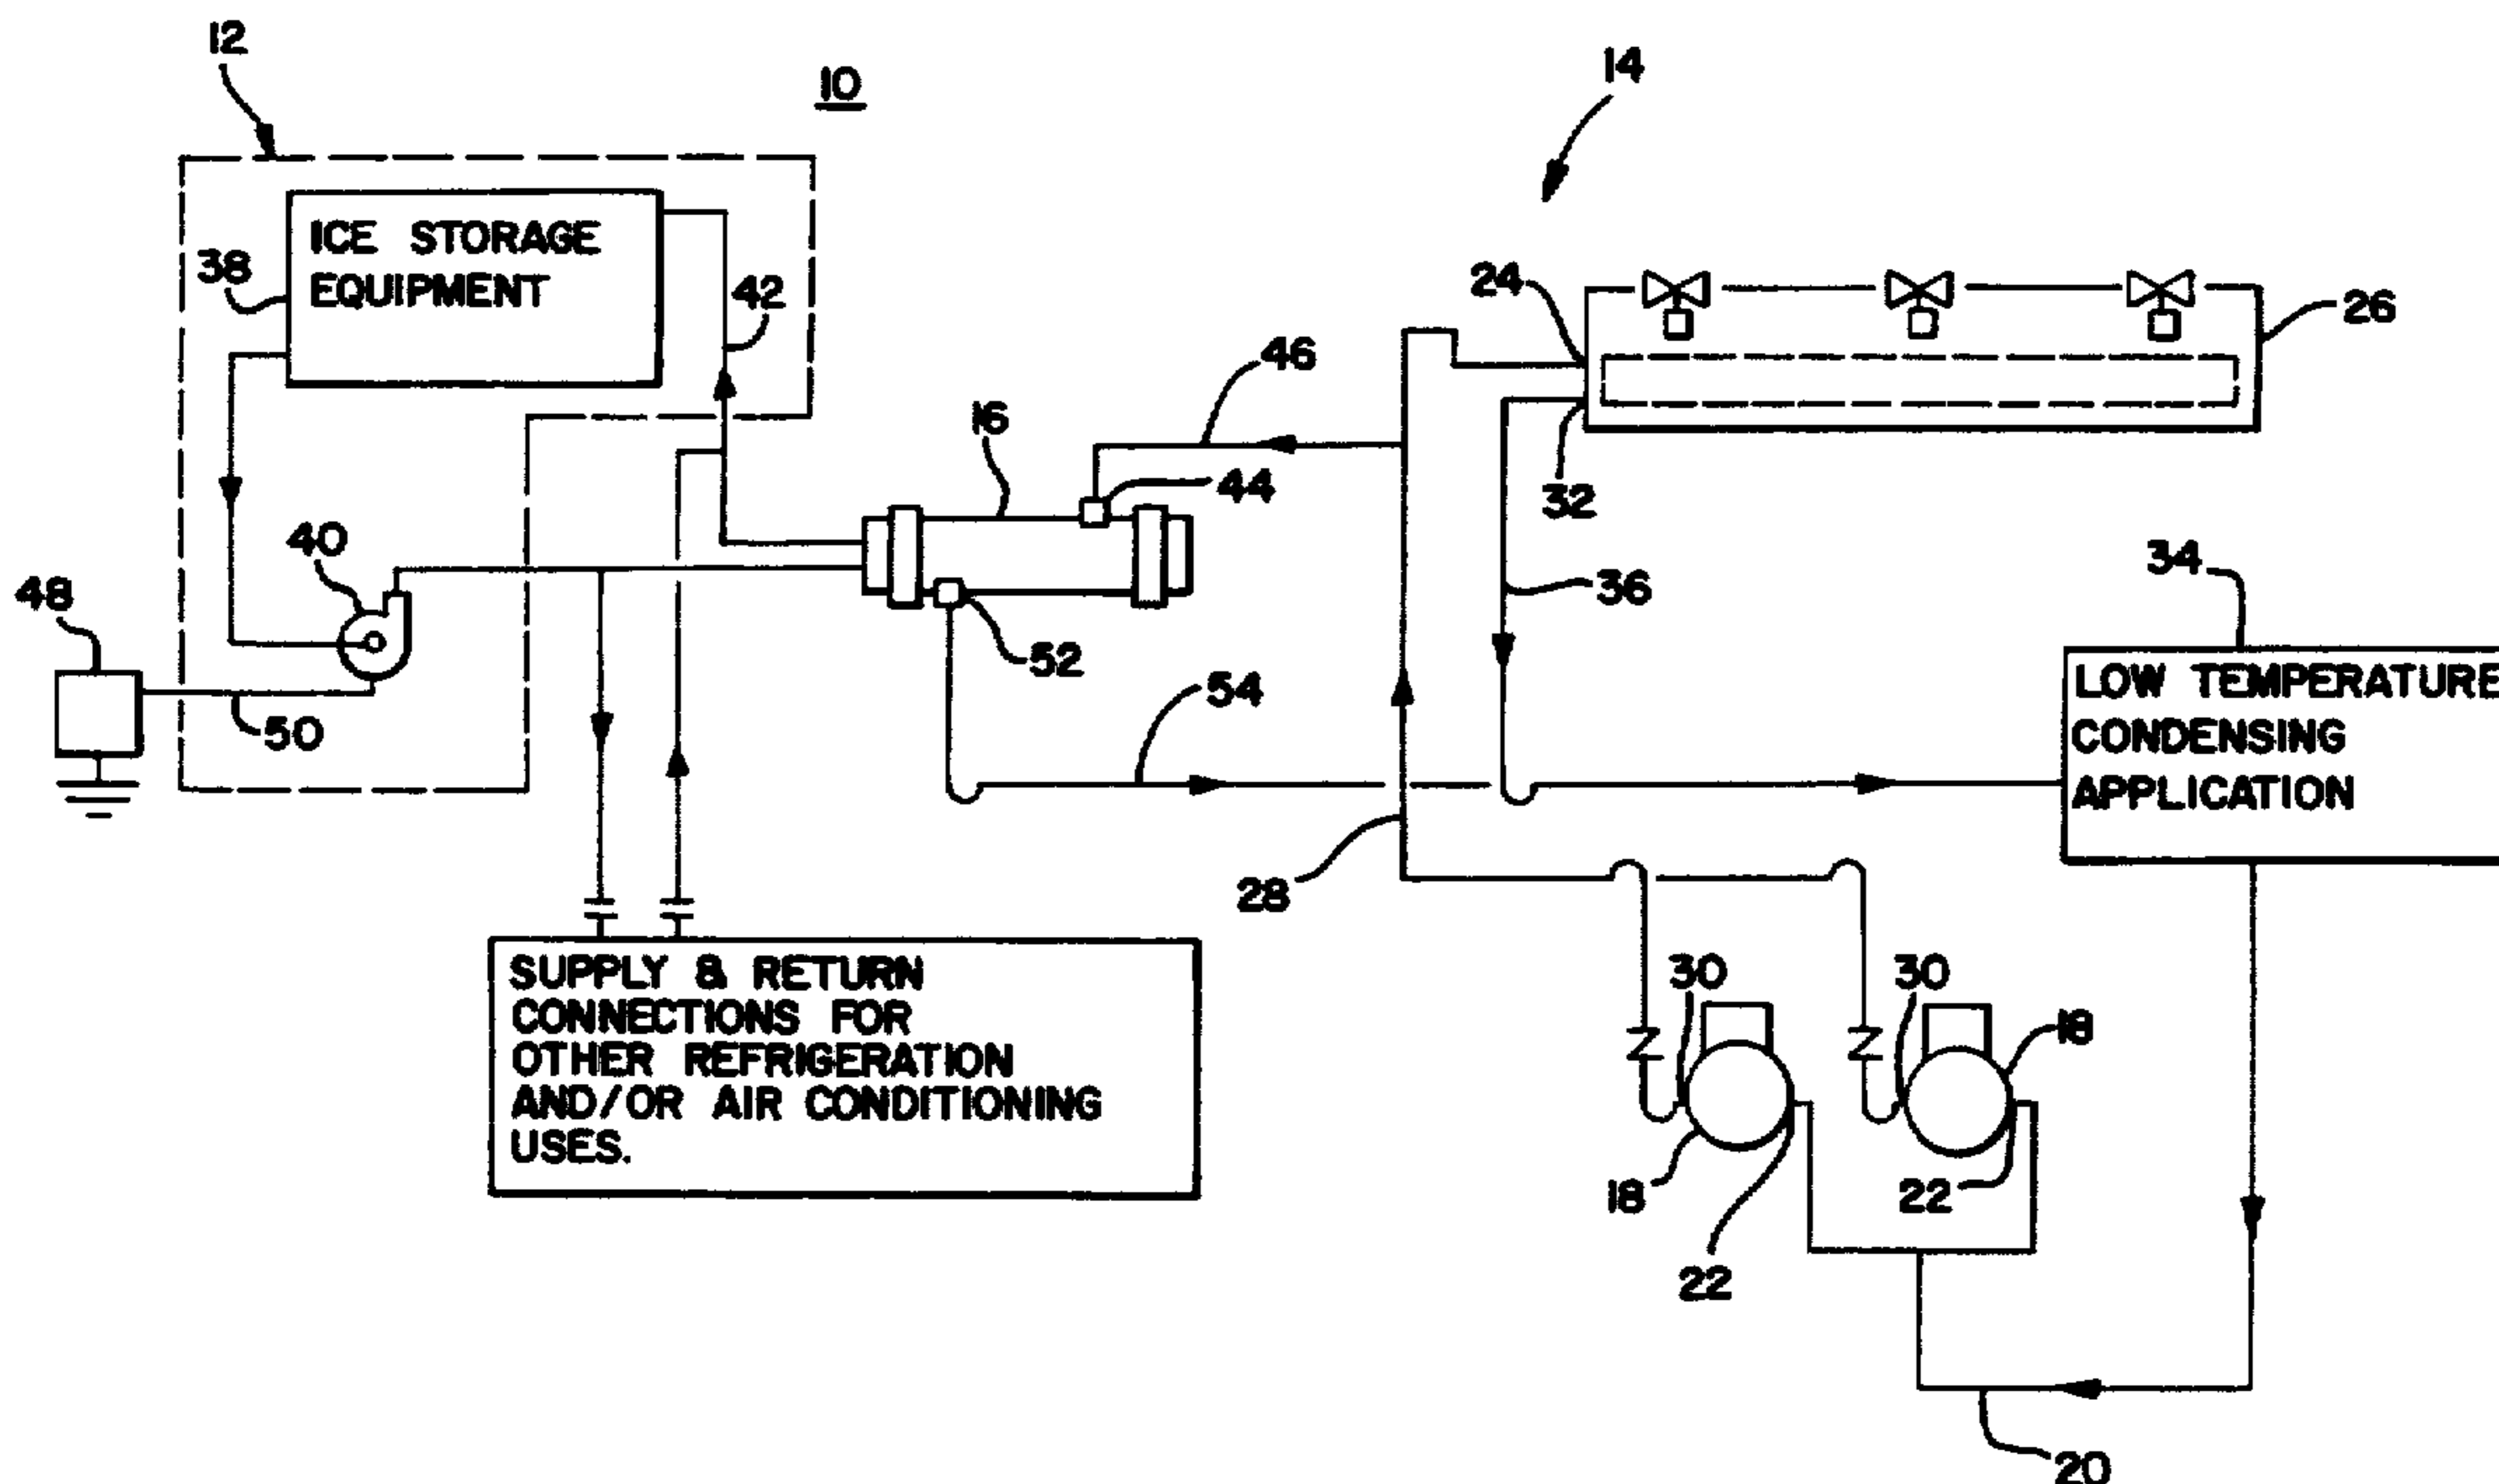 12
10
14
ICE STORAGE
EQUIPMENT
38
42
24
26
46
16
44
32
40
48
36
34
52
54
50
LOW TEMPERATURE
CONDENSING
APPLICATION
28
SUPPLY & RETURN
CONNECTIONS FOR
OTHER REFRIGERATION
AND/OR AIR CONDITIONING
USES.
30
30
18
18
22
22
20